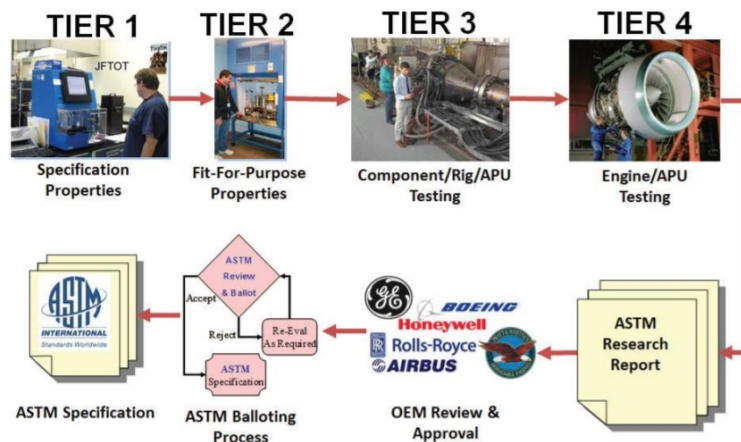 TIER 1
TIER 2
TIER 3
TIER 4
JFTOT
Specification
Properties
Fit-For-Purpose
Properties
Component/Rig/APU
Testing
Engine/APU
Testing
ASTM
INTERNATIONAL
Standards Worldwide
ASTM
Review
& Ballot
Accept
Reject
Re-Eval
As Required
ASTM
Specification
GE
BOEING
Honeywell
RR
Rolls-Royce
AIRBUS
ASTM
Research
Report
ASTM Specification
ASTM Balloting
Process
OEM Review &
Approval